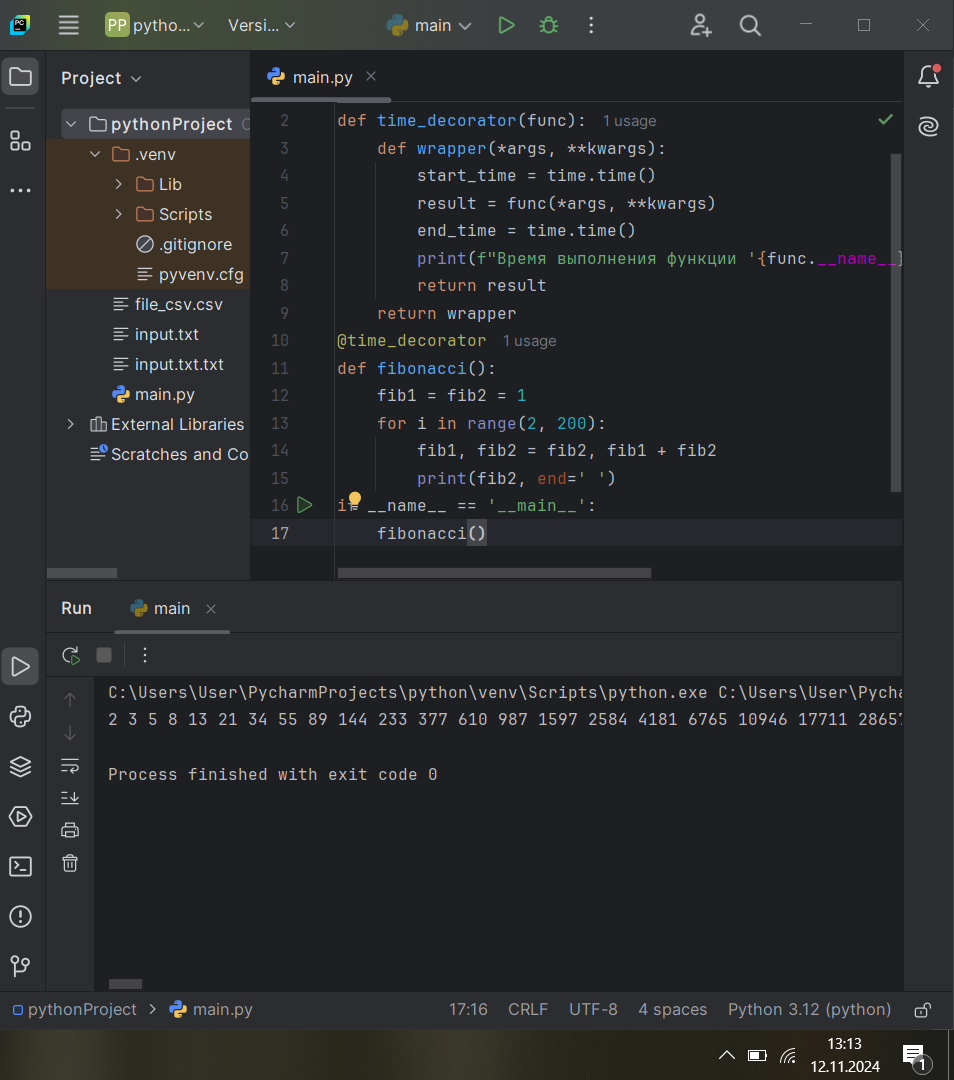 PC
PP pytho...
Versi...
main
Project
main.py
pythonProject
.venv
Lib
Scripts
.gitignore
pyvenv.cfg
file_csv.csv
input.txt
input.txt.txt
main.py
External Libraries
Scratches and Co
2 def time_decorator(func): 1 usage
3 def wrapper(*args, **kwargs):
4 start_time = time.time()
5 result = func(*args, **kwargs)
6 end_time = time.time()
7 print(f"Время выполнения функции '{func.__name__}
8 return result
9 return wrapper
10 @time_decorator 1 usage
11 def fibonacci():
12 fib1 = fib2 = 1
13 for i in range(2, 200):
14 fib1, fib2 = fib2, fib1 + fib2
15 print(fib2, end=' ')
16 if __name__ == '__main__':
17 fibonacci()
Run
main
C:\Users\User\PycharmProjects\python\venv\Scripts\python.exe C:\Users\User\Pycha
2 3 5 8 13 21 34 55 89 144 233 377 610 987 1597 2584 4181 6765 10946 17711 28657
Process finished with exit code 0
pythonProject
main.py
17:16
CRLF
UTF-8
4 spaces
Python 3.12 (python)
13:13
12.11.2024
1